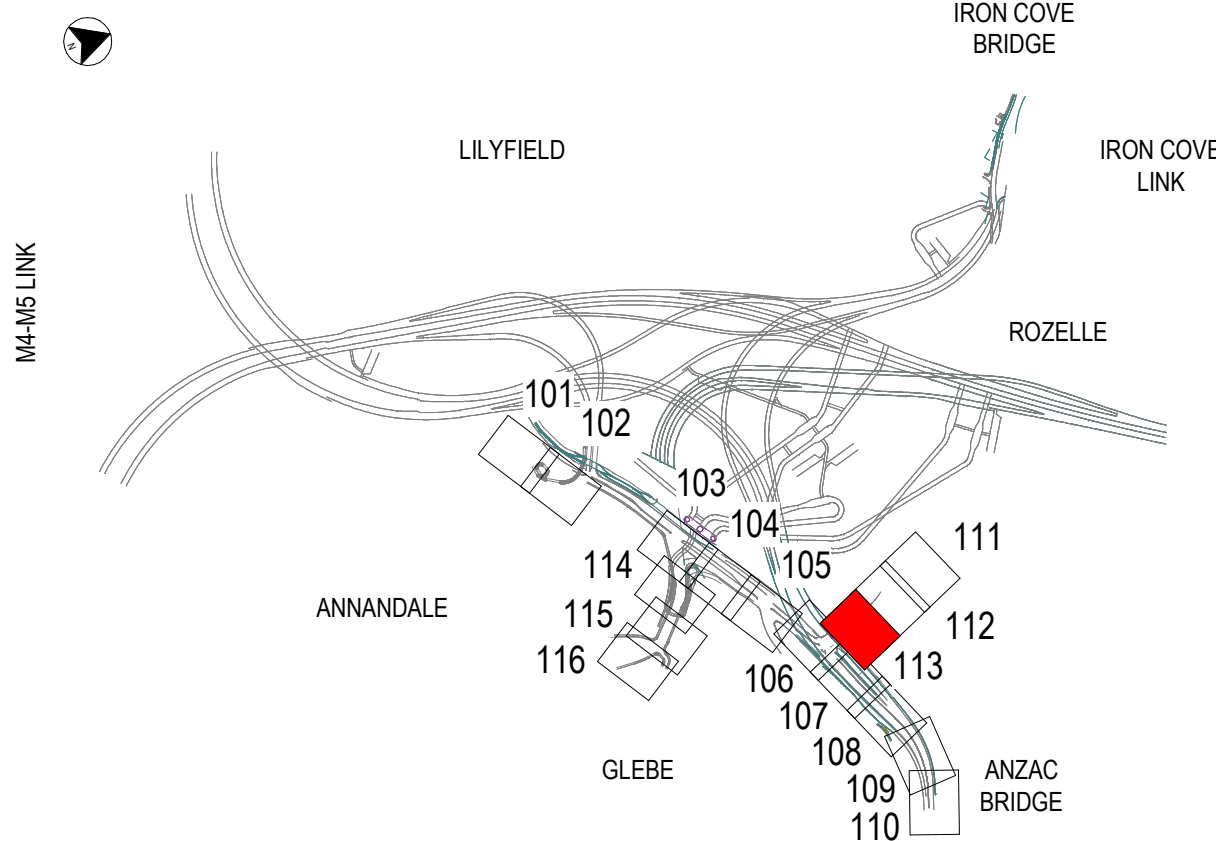 IRON COVE
BRIDGE
N
LILYFIELD
IRON COVE
LINK
M4-M5 LINK
ROZELLE
101
102
103
104
105
111
114
ANNANDALE
115
112
116
113
106
107
108
GLEBE
ANZAC
BRIDGE
109
110